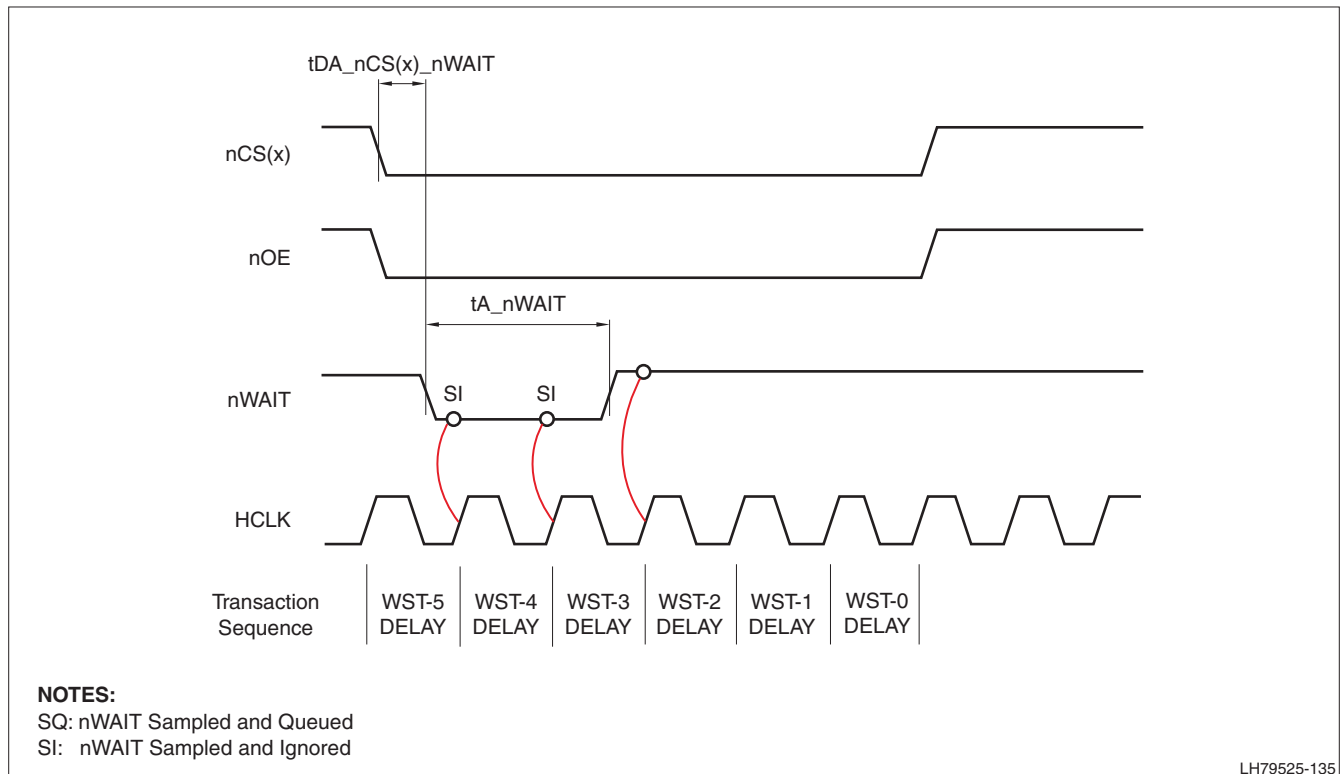 tDA_nCS(x)_nWAIT
nCS(x)
nOE
tA_nWAIT
nWAIT
SI
SI
HCLK
Transaction
Sequence
WST-5
DELAY
WST-4
DELAY
WST-3
DELAY
WST-2
DELAY
WST-1
DELAY
WST-0
DELAY
NOTES:
SQ: nWAIT Sampled and Queued
SI: nWAIT Sampled and Ignored
LH79525-135